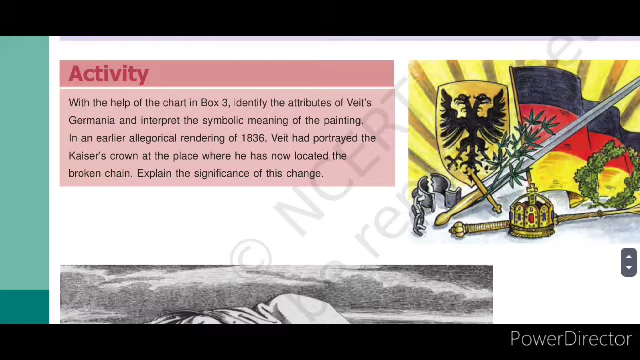 Activity
With the help of the chart in Box 3, identify the attributes of Veit's
Germania and interpret the symbolic meaning of the painting.
In an earlier allegorical rendering of 1836, Veit had portrayed the
Kaiser's crown at the place where he has now located the
broken chain. Explain the significance of this change.
© NCERT
PowerDirector